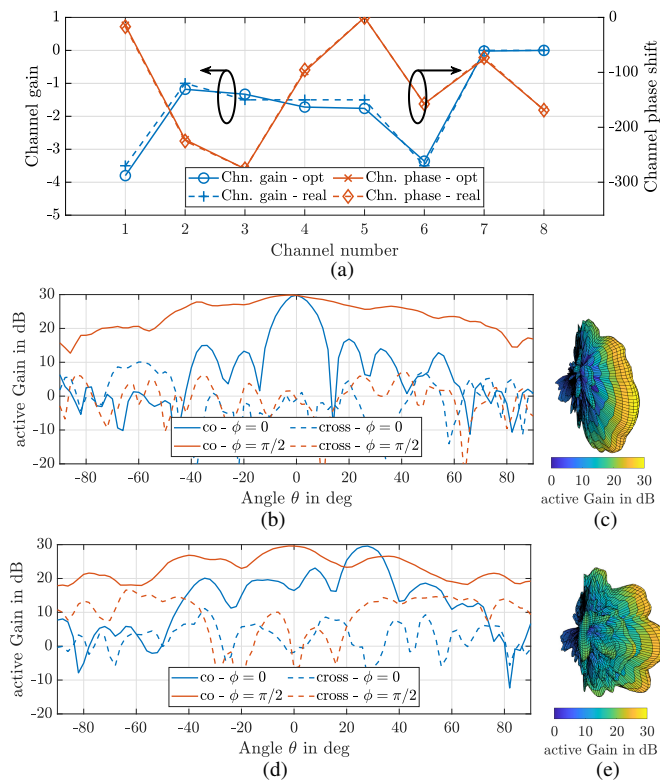 1
0
-1
-2
-3
-4
-5
Channel gain
0
-100
-200
-300
Channel phase shift
1 2 3 4 5 6 7 8
Channel number
Chn. gain - opt
Chn. gain - real
Chn. phase - opt
Chn. phase - real
(a)
30
20
10
0
-10
-20
active Gain in dB
-80 -60 -40 -20 0 20 40 60 80
Angle θ in deg
co - ϕ = 0
co - ϕ = π/2
cross - ϕ = 0
cross - ϕ = π/2
(b)
0 10 20 30
active Gain in dB
(c)
30
20
10
0
-10
-20
active Gain in dB
-80 -60 -40 -20 0 20 40 60 80
Angle θ in deg
co - ϕ = 0
co - ϕ = π/2
cross - ϕ = 0
cross - ϕ = π/2
(d)
0 10 20 30
active Gain in dB
(e)